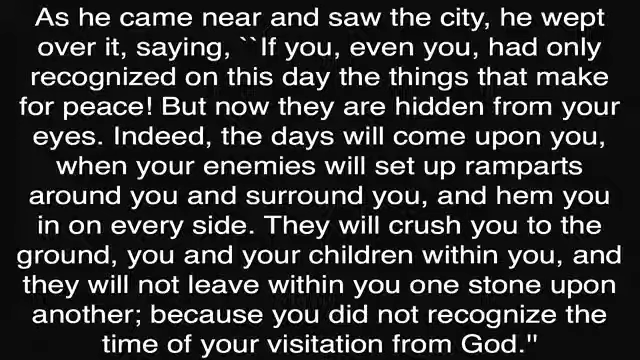 As he came near and saw the city, he wept
over it, saying, ``If you, even you, had only
recognized on this day the things that make
for peace! But now they are hidden from your
eyes. Indeed, the days will come upon you,
when your enemies will set up ramparts
around you and surround you, and hem you
in on every side. They will crush you to the
ground, you and your children within you, and
they will not leave within you one stone upon
another; because you did not recognize the
time of your visitation from God."